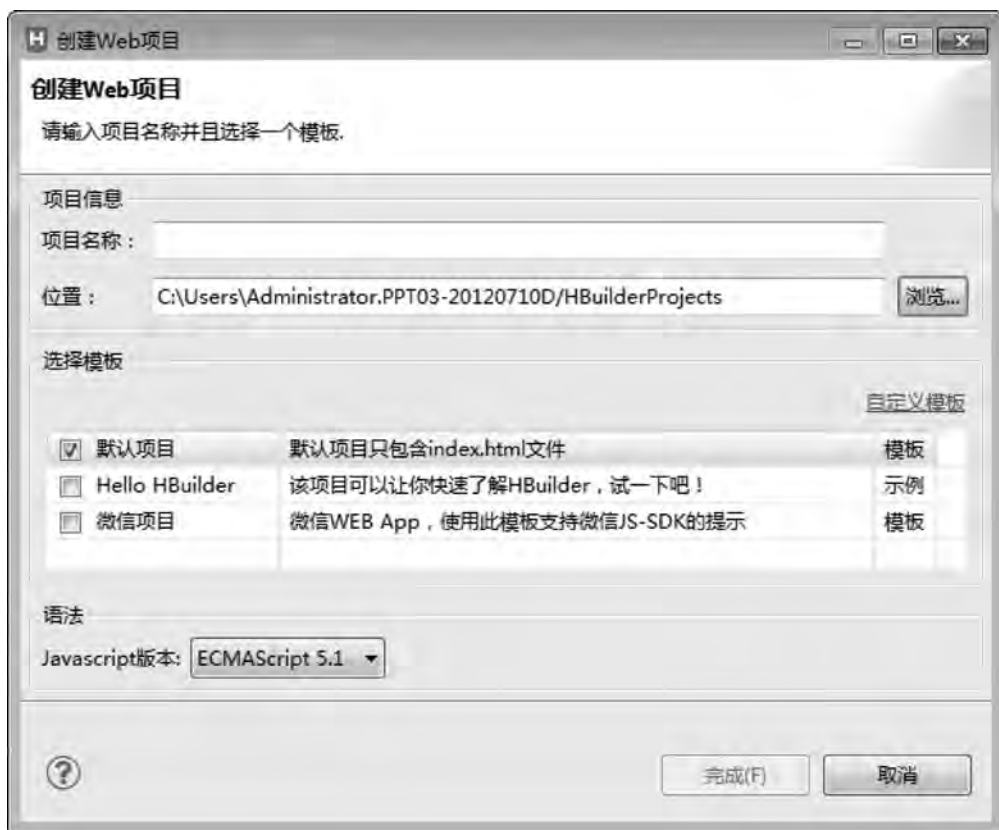 创建Web项目
创建Web项目
请输入项目名称并且选择一个模板.
项目信息
项目名称：
位置： C:\Users\Administrator.PPT03-20120710D/HBuilderProjects 浏览...
选择模板
自定义模板
默认项目 默认项目只包含index.html文件 模板
Hello HBuilder 该项目可以让你快速了解HBuilder，试一下吧！ 示例
微信项目 微信WEB App，使用此模板支持微信JS-SDK的提示 模板
语法
Javascript版本: ECMAScript 5.1
完成(F) 取消